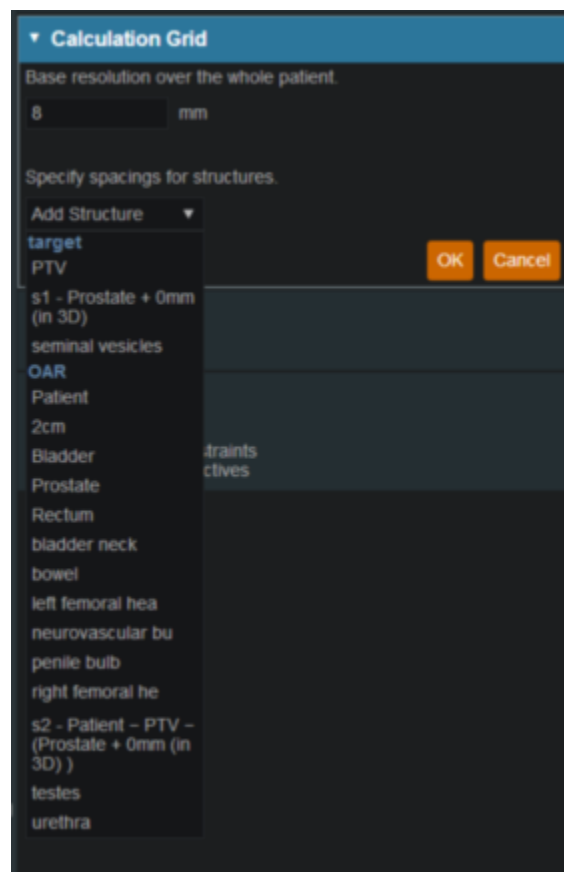 ▼ Calculation Grid
Base resolution over the whole patient.
8 mm
Specify spacings for structures.
Add Structure ▼
target
PTV
OK Cancel
s1 - Prostate + 0mm
(in 3D)
seminal vesicles
OAR
Patient
2cm
Bladder
traints
ctives
Prostate
Rectum
bladder neck
bowel
left femoral hea
neurovascular bu
penile bulb
right femoral he
s2 - Patient – PTV –
(Prostate + 0mm (in
3D) )
testes
urethra